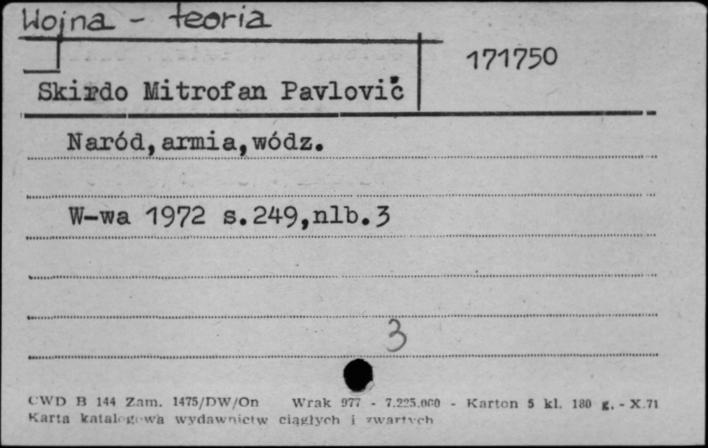 Wojna - teoria
171750
Skirdo Mitrofan Pavlovič
Naród,armia,wódz.
W-wa 1972 s.249,nlb.3
3
CWD B 144 Zam. 1475/DW/On Wrak 977 - 7.225.000 - Karton 5 kl. 180 g. - X.71
Karta katalogowa wydawnictw ciągłych i zwartych